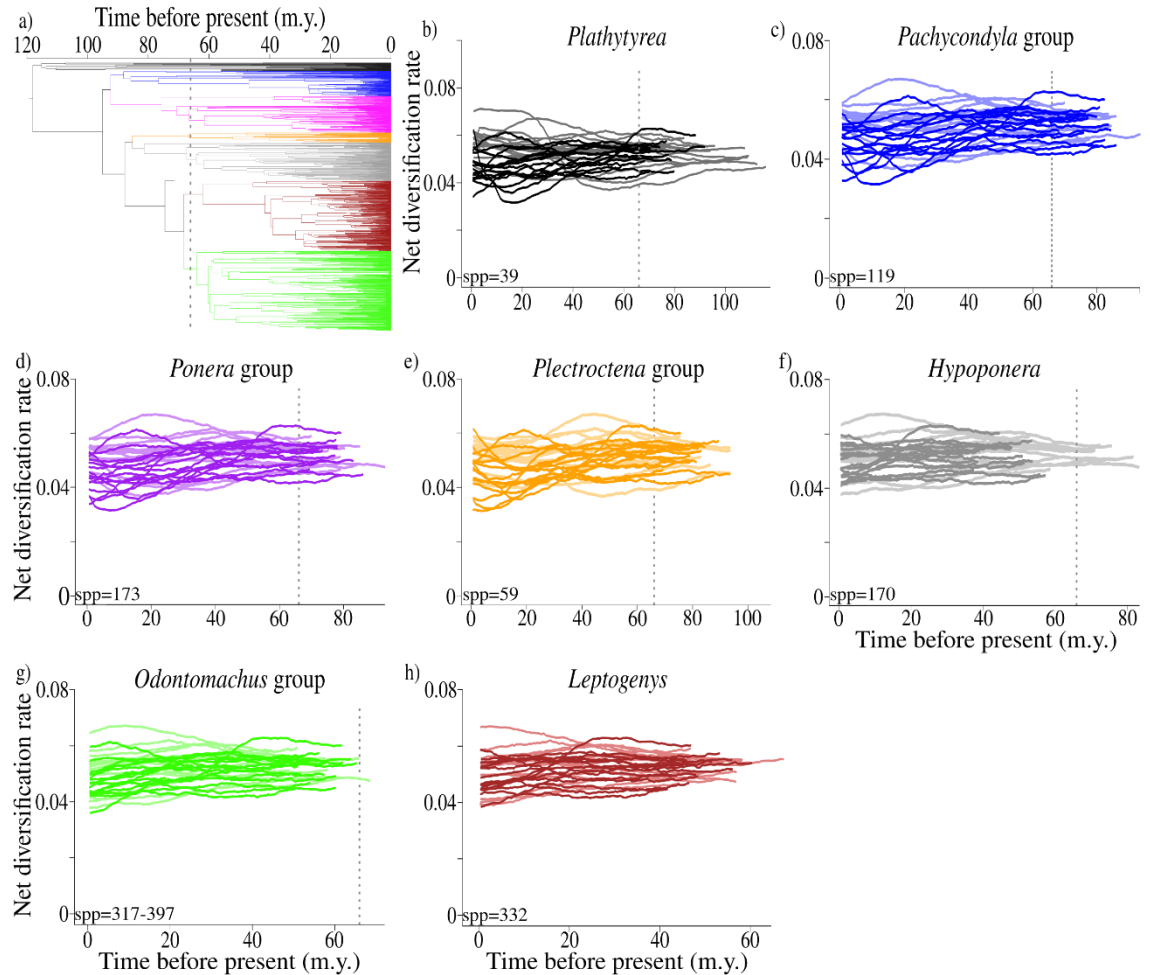 a) Time before present (m.y.)
120 100 80 60 40 20 0
b) Plathytyrea
Net diversification rate
0.08
0.04
0 spp=39
0 20 40 60 80 100
c) Pachycondyla group
0.08
0.04
0 spp=119
0 20 40 60 80
d) Ponera group
Net diversification rate
0.08
0.04
0 spp=173
0 20 40 60 80
e) Plectroctena group
0.08
0.04
0 spp=59
0 20 40 60 80 100
f) Hypoponera
0.08
0.04
0 spp=170
0 20 40 60 80
Time before present (m.y.)
g) Odontomachus group
Net diversification rate
0.08
0.04
0 spp=317-397
0 20 40 60
Time before present (m.y.)
h) Leptogenys
0.08
0.04
0 spp=332
0 20 40 60
Time before present (m.y.)